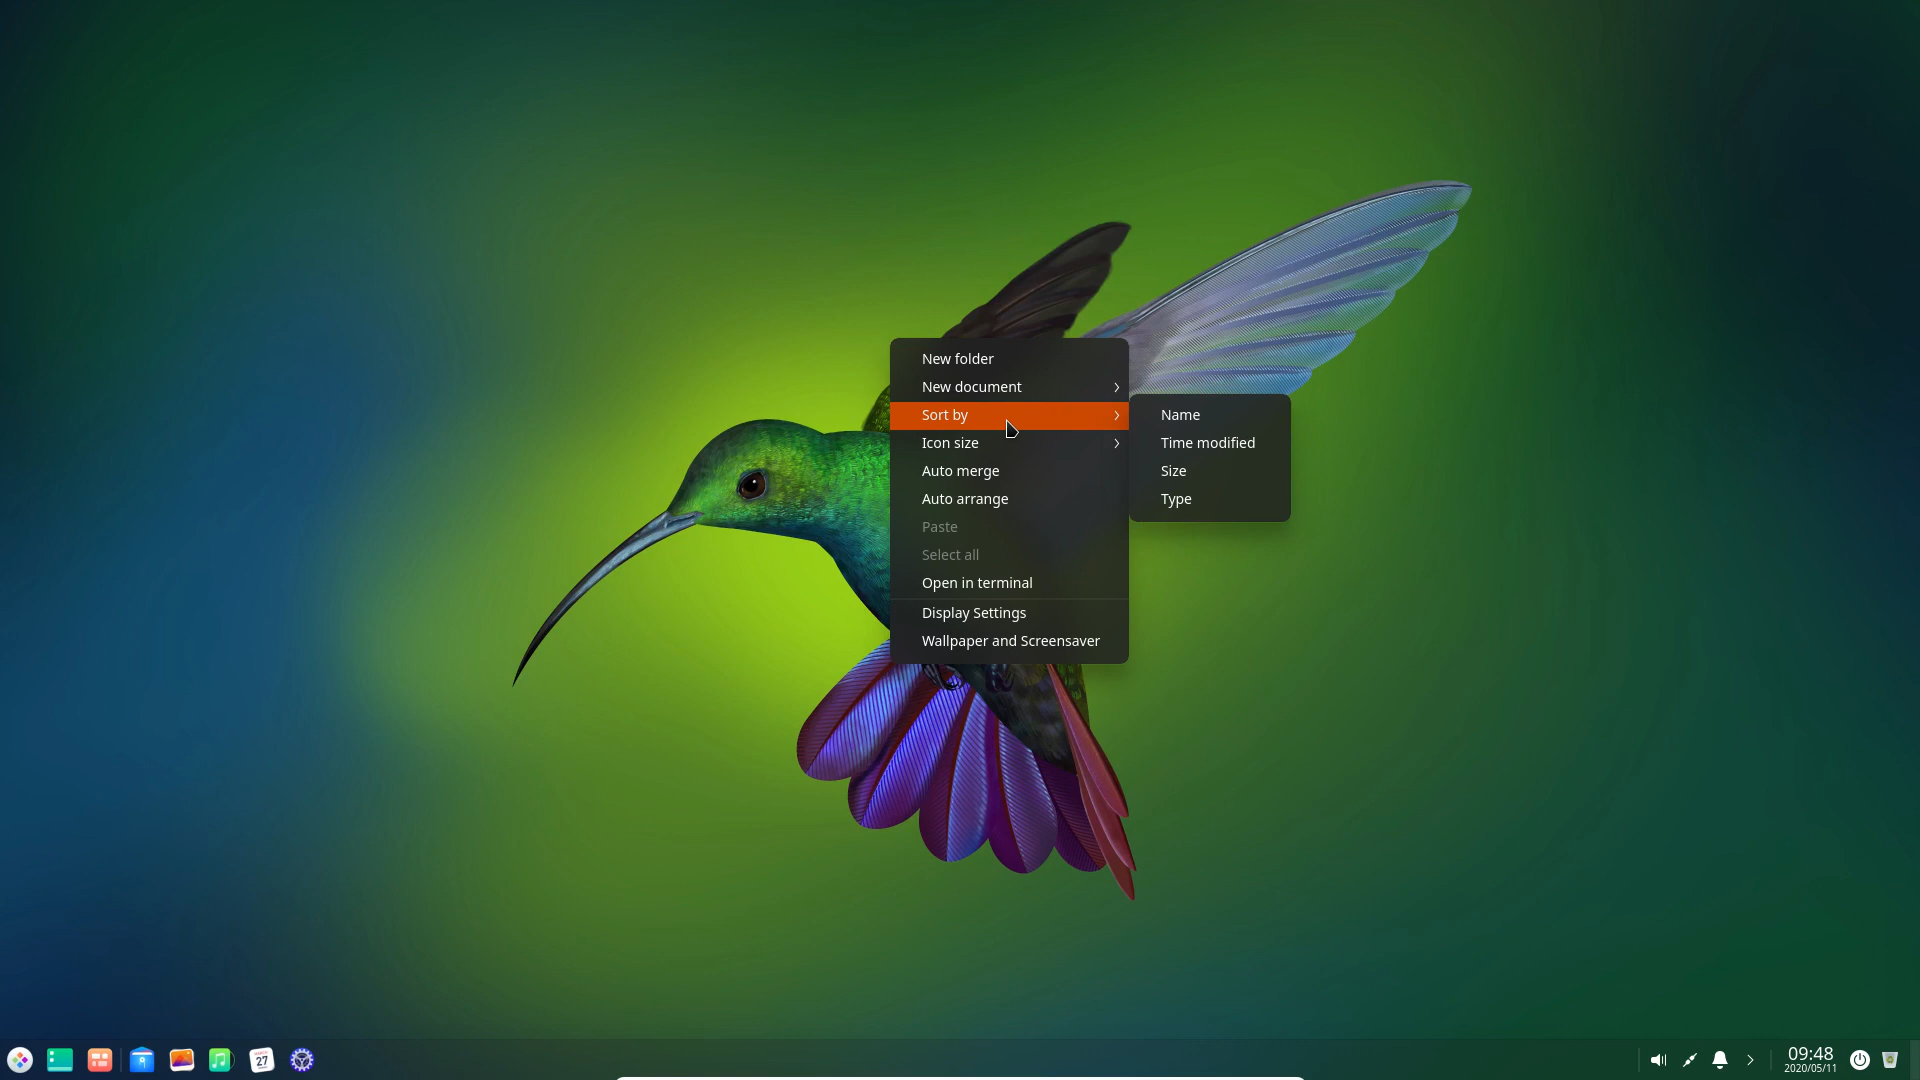 New folder
New document
Sort by
Icon size
Auto merge
Auto arrange
Paste
Select all
Open in terminal
Display Settings
Wallpaper and Screensaver
Name
Time modified
Size
Type
MARCH
27
09:48
2020/05/11